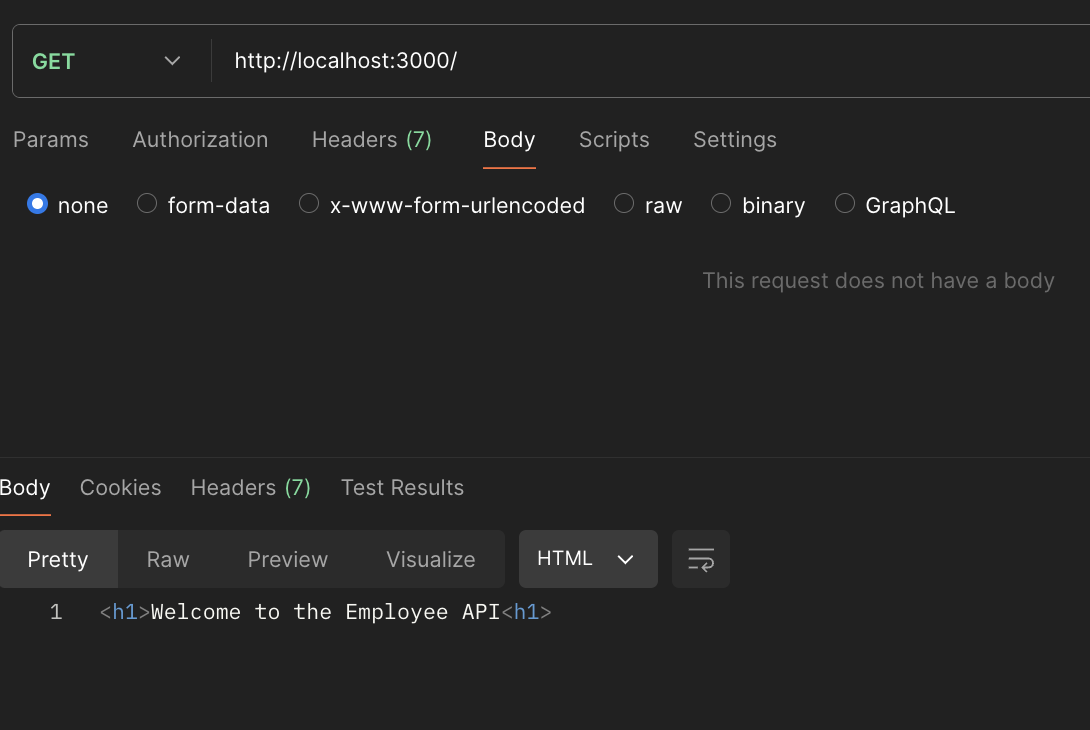 GET http://localhost:3000/
Params Authorization Headers (7) Body Scripts Settings
none form-data x-www-form-urlencoded raw binary GraphQL
This request does not have a body
Body Cookies Headers (7) Test Results
Pretty Raw Preview Visualize HTML
1 <h1>Welcome to the Employee API<h1>